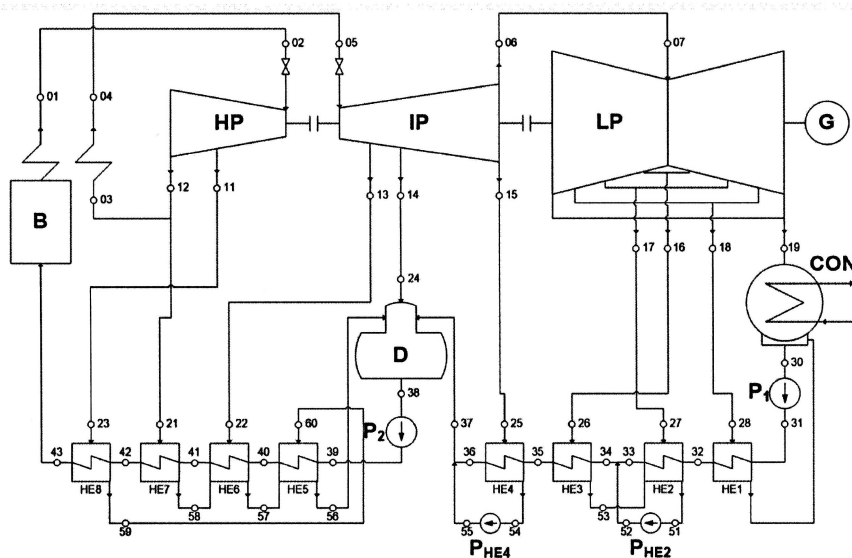 02 05 06 07
01 04
HP IP LP G
12 11 13 14 15
03
B
17 16 18 19
24
CON
D
30
38
P1
23 21 22 60 37 25 26 27 28 31
P2
43 42 41 40 39 36 35 34 33 32
HE8 HE7 HE6 HE5 HE4 HE3 HE2 HE1
58 57 56 53
59 55 54 52 51
PHE4 PHE2